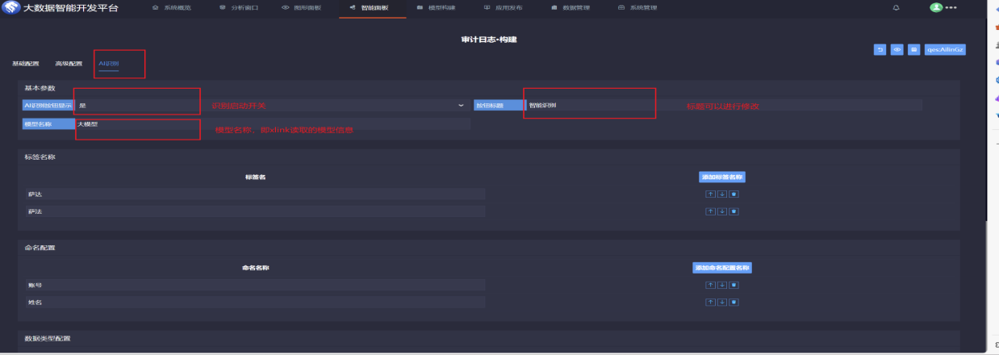 大数据智能开发平台 系统概览 分析窗口 图形面板 智能面板 模型构建 应用发布 数据管理 系统管理
审计日志-构建
qes:AilinGz
基础配置 高级配置 AI识别
基本参数
AI识别按钮显示 是 识别启动开关 按钮标题 智能识别 标题可以进行修改
模型名称 大模型 模型名称，即xlink读取的模型信息
标签名称
标签名 添加标签名称
萨达
萨法
命名配置
命名名称 添加命名配置名称
账号
姓名
数据类型配置